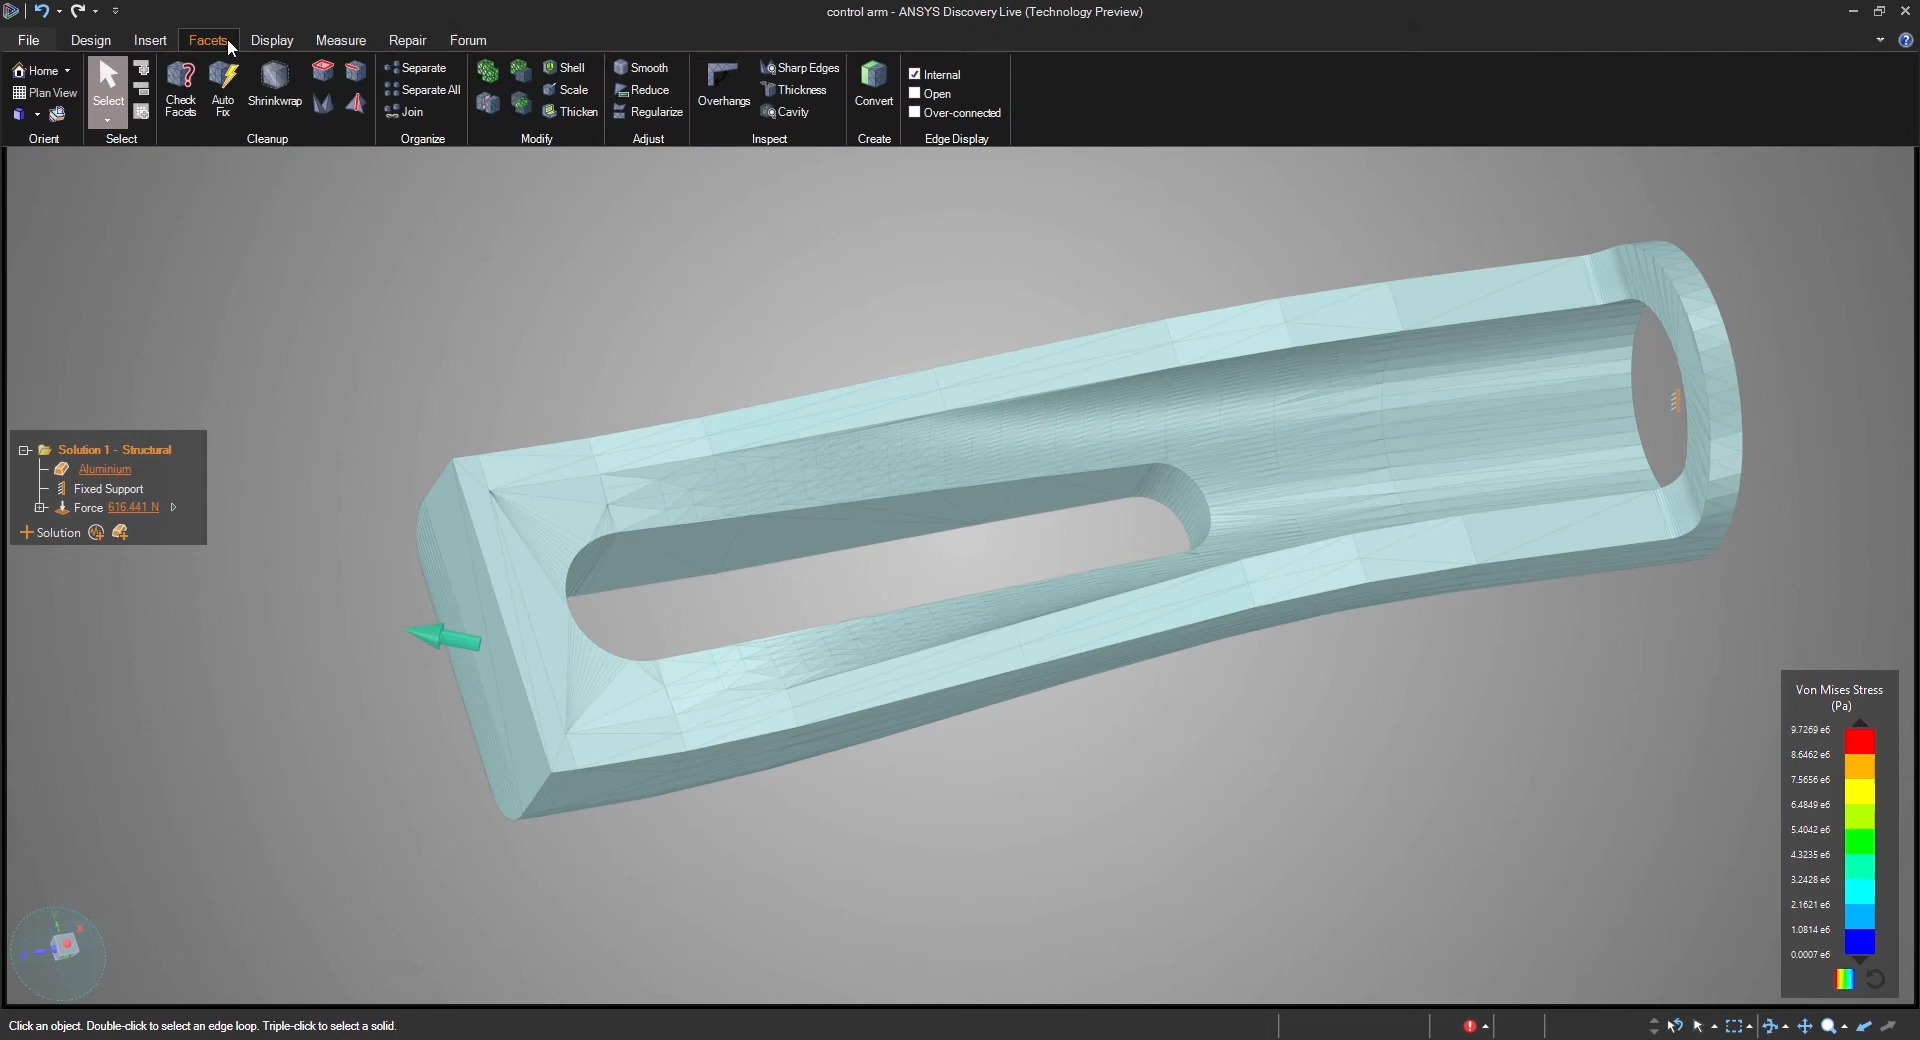 control arm - ANSYS Discovery Live (Technology Preview)
File Design Insert Facets Display Measure Repair Forum
Home
Plan View
Orient
Select
Select
Check Facets
Auto Fix
Shrinkwrap
Cleanup
Separate
Separate All
Join
Organize
Shell
Scale
Thicken
Modify
Smooth
Reduce
Regularize
Adjust
Overhangs
Sharp Edges
Thickness
Cavity
Inspect
Convert
Create
Internal
Open
Over-connected
Edge Display
Solution 1 - Structural
Aluminium
Fixed Support
Force 616.441 N
Solution
Von Mises Stress
(Pa)
9.7269 e6
8.6462 e6
7.5656 e6
6.4849 e6
5.4042 e6
4.3235 e6
3.2428 e6
2.1621 e6
1.0814 e6
0.0007 e6
Click an object. Double-click to select an edge loop. Triple-click to select a solid.